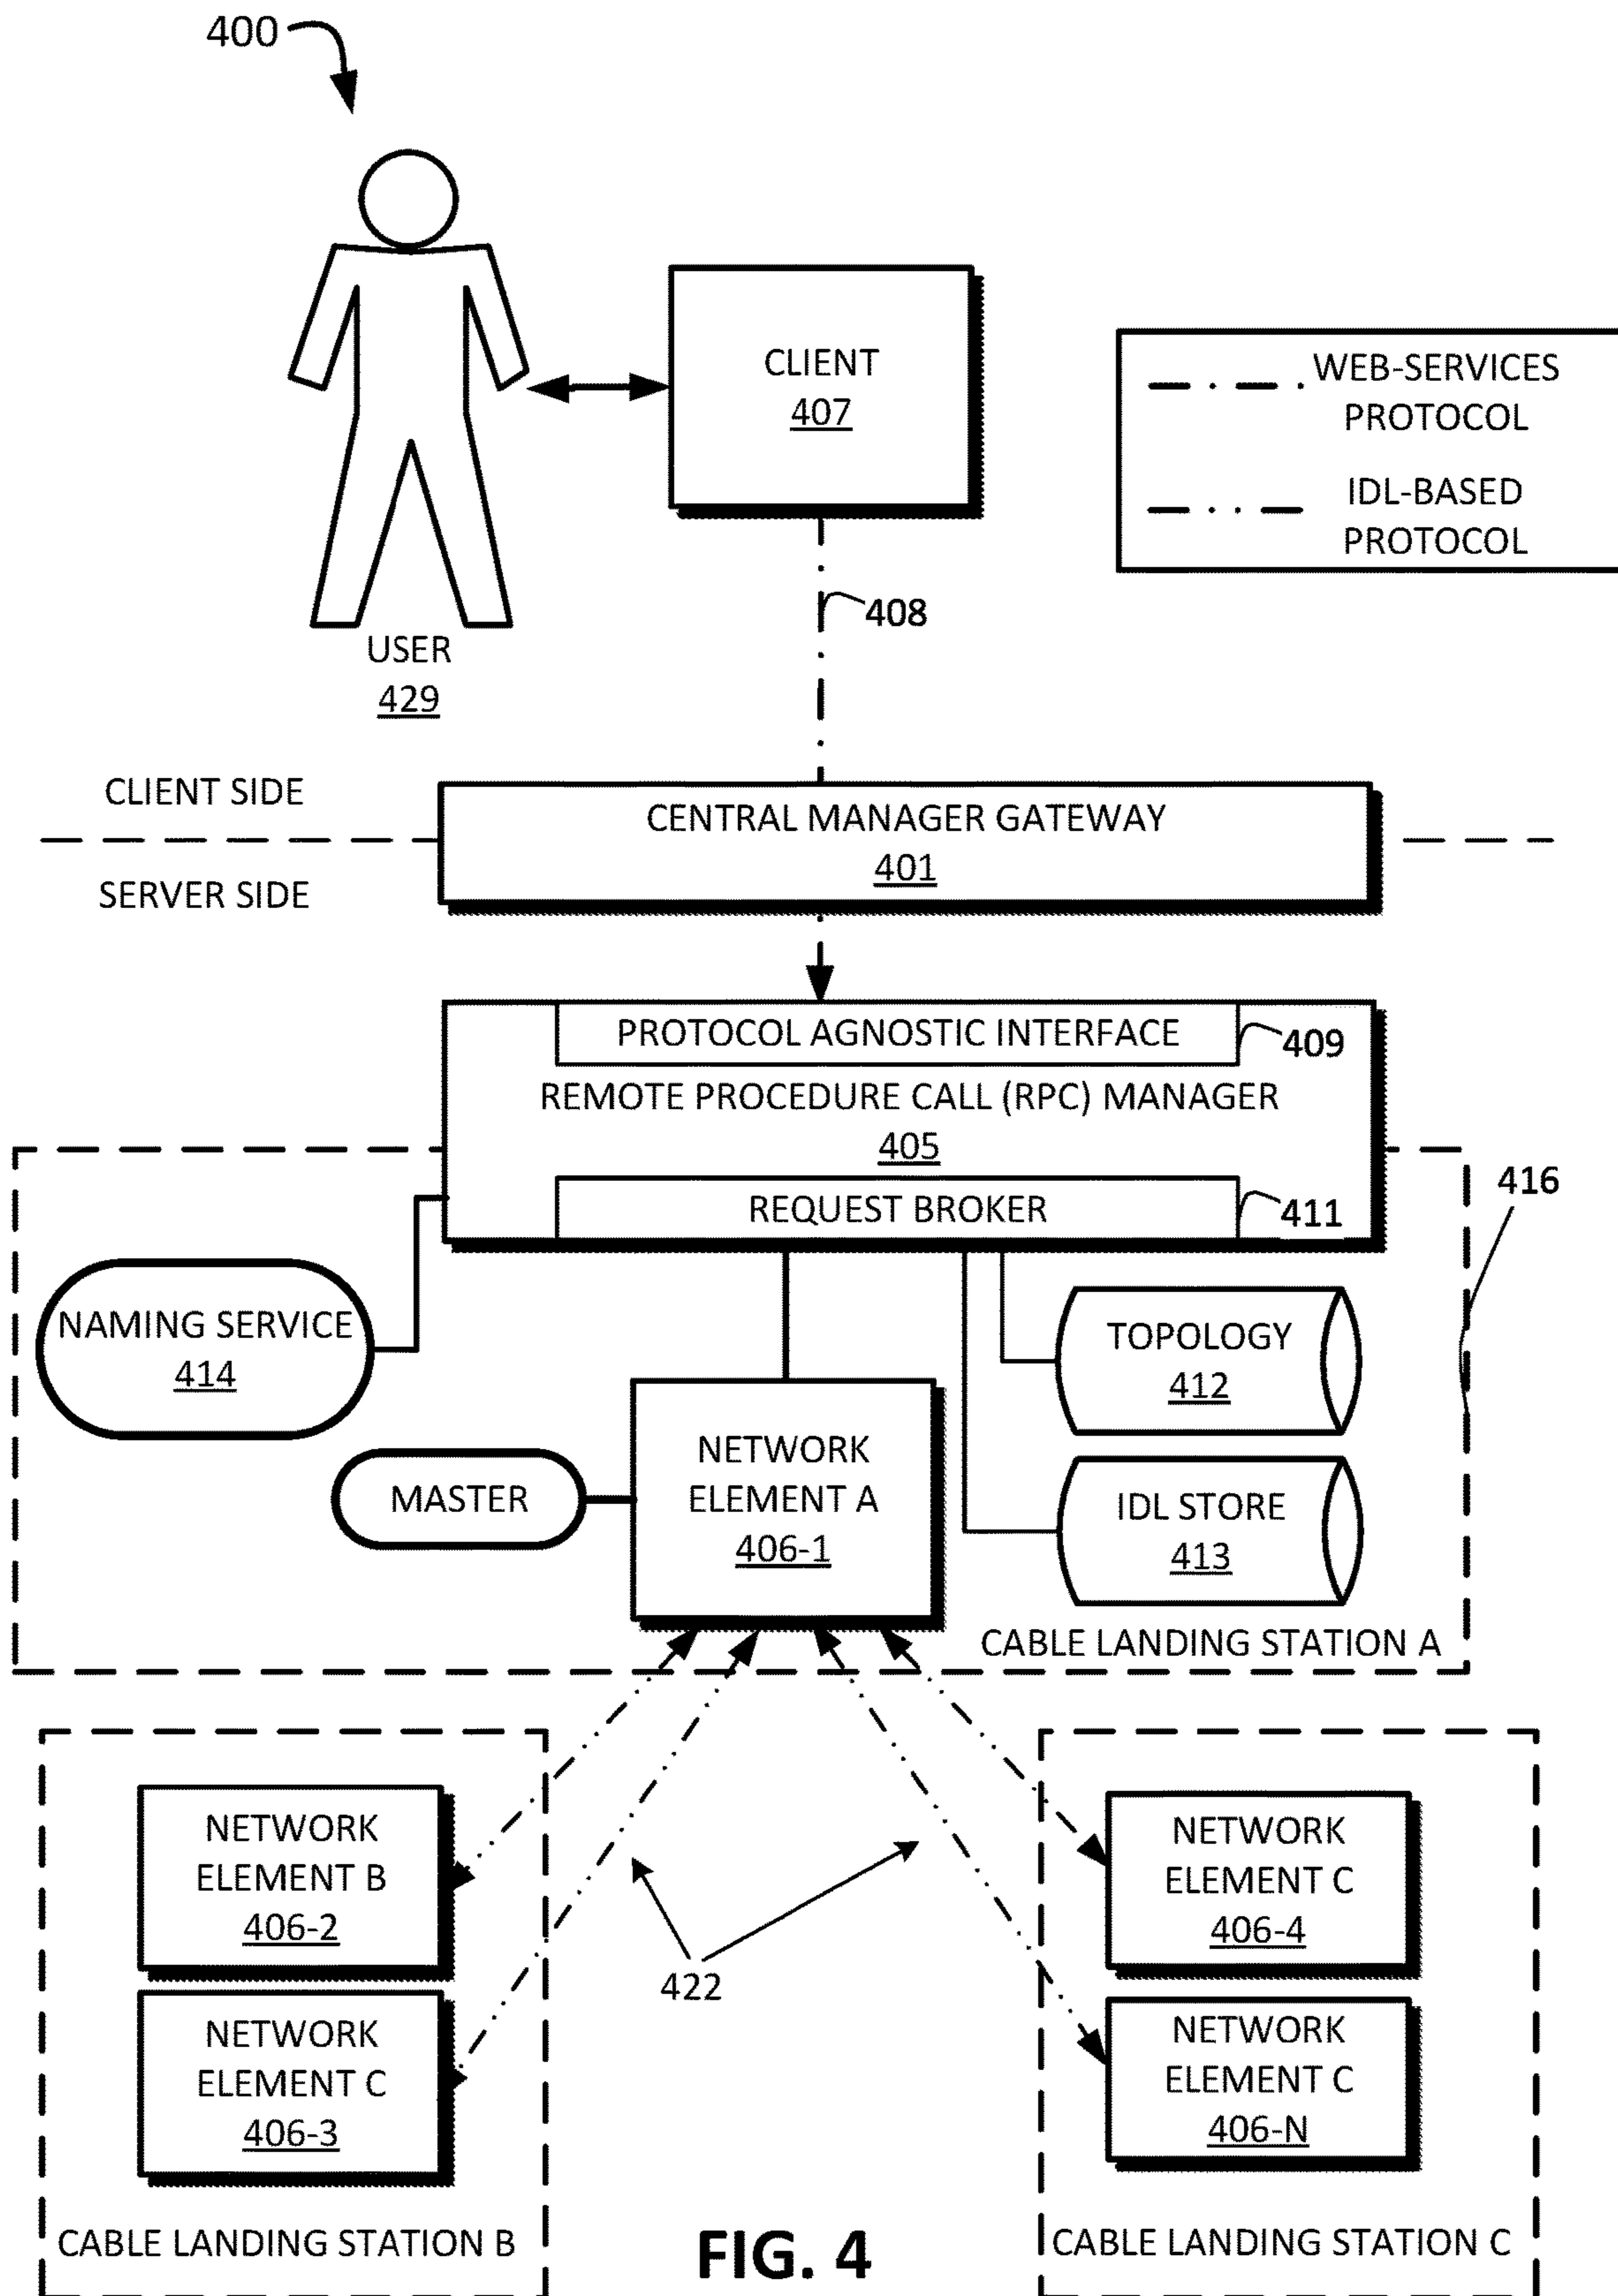 400
CLIENT
407
WEB-SERVICES
PROTOCOL
IDL-BASED
PROTOCOL
408
USER
429
CLIENT SIDE
SERVER SIDE
CENTRAL MANAGER GATEWAY
401
PROTOCOL AGNOSTIC INTERFACE
409
REMOTE PROCEDURE CALL (RPC) MANAGER
405
REQUEST BROKER
411
416
NAMING SERVICE
414
TOPOLOGY
412
MASTER
NETWORK
ELEMENT A
406-1
IDL STORE
413
CABLE LANDING STATION A
NETWORK
ELEMENT B
406-2
NETWORK
ELEMENT C
406-3
CABLE LANDING STATION B
422
NETWORK
ELEMENT C
406-4
NETWORK
ELEMENT C
406-N
CABLE LANDING STATION C
FIG. 4